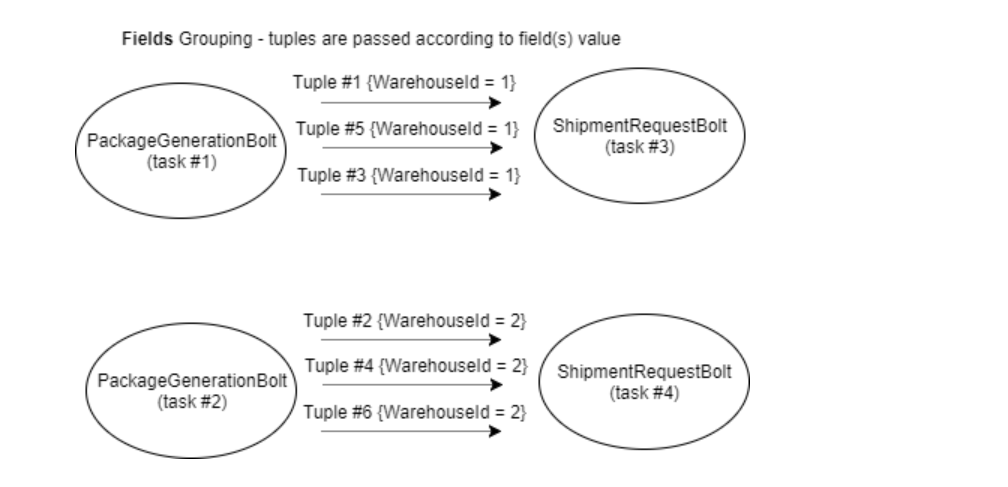 Fields Grouping - tuples are passed according to field(s) value
Tuple #1 {WarehouseId = 1}
PackageGenerationBolt
(task #1)
Tuple #5 {WarehouseId = 1}
Tuple #3 {WarehouseId = 1}
ShipmentRequestBolt
(task #3)
Tuple #2 {WarehouseId = 2}
PackageGenerationBolt
(task #2)
Tuple #4 {WarehouseId = 2}
Tuple #6 {WarehouseId = 2}
ShipmentRequestBolt
(task #4)